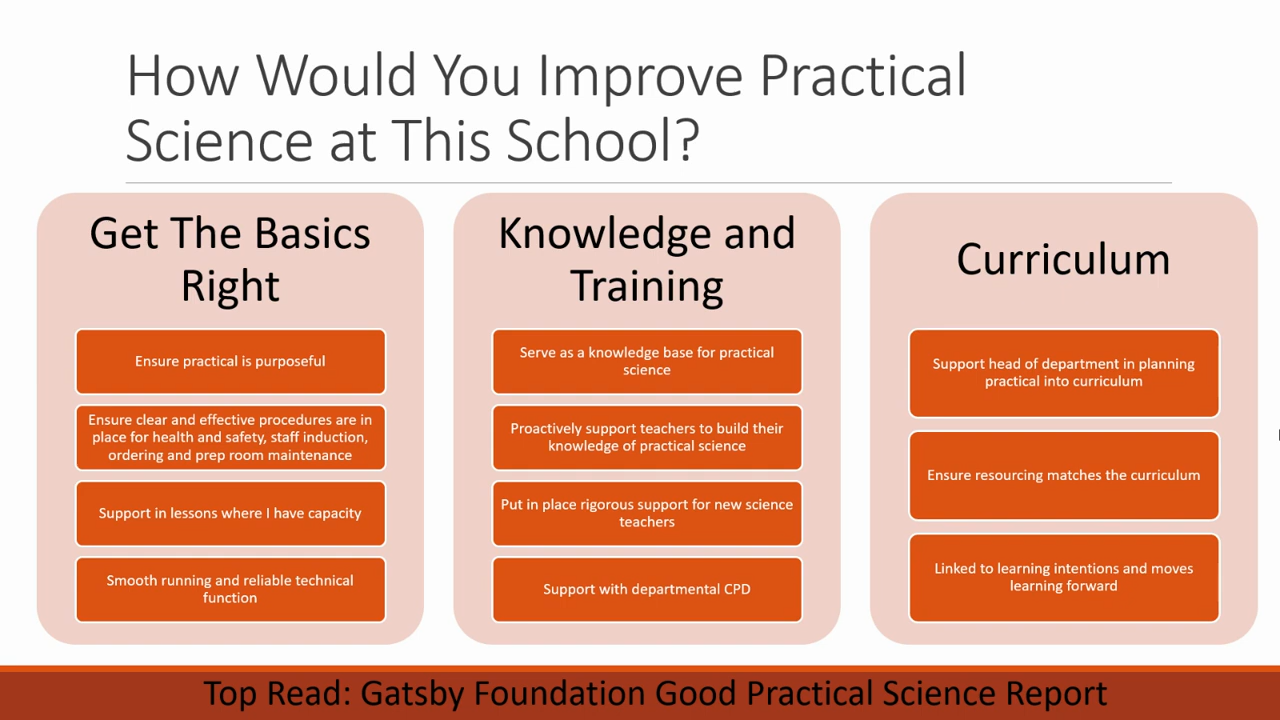 How Would You Improve Practical
Science at This School?
Get The Basics
Right
Ensure practical is purposeful
Ensure clear and effective procedures are in
place for health and safety, staff induction,
ordering and prep room maintenance
Support in lessons where I have capacity
Smooth running and reliable technical
function
Knowledge and
Training
Serve as a knowledge base for practical
science
Proactively support teachers to build their
knowledge of practical science
Put in place rigorous support for new science
teachers
Support with departmental CPD
Curriculum
Support head of department in planning
practical into curriculum
Ensure resourcing matches the curriculum
Linked to learning intentions and moves
learning forward
Top Read: Gatsby Foundation Good Practical Science Report